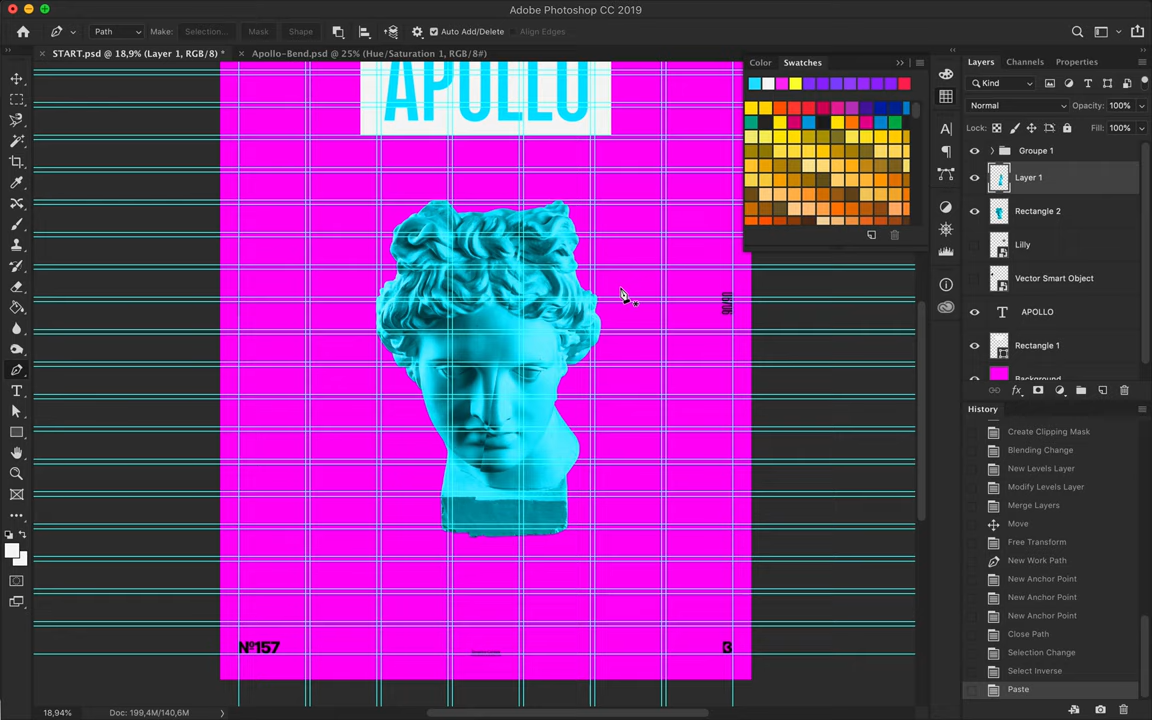 Adobe Photoshop CC 2019
Path
Make:
Selection...
Mask
Shape
Auto Add/Delete
Align Edges
START.psd @ 18,9% (Layer 1, RGB/8) *
Apollo-Bend.psd @ 25% (Hue/Saturation 1, RGB/8#)
Color
Swatches
Layers
Channels
Properties
Kind
Normal
Opacity: 100%
Lock:
Fill: 100%
Groupe 1
Layer 1
Rectangle 2
Lilly
Vector Smart Object
APOLLO
Rectangle 1
Background
History
Create Clipping Mask
Blending Change
New Levels Layer
Modify Levels Layer
Merge Layers
Move
Free Transform
New Work Path
New Anchor Point
New Anchor Point
New Anchor Point
Close Path
Selection Change
Select Inverse
Paste
APOLLO
Nº157
18,94%
Doc: 199,4M/140,6M